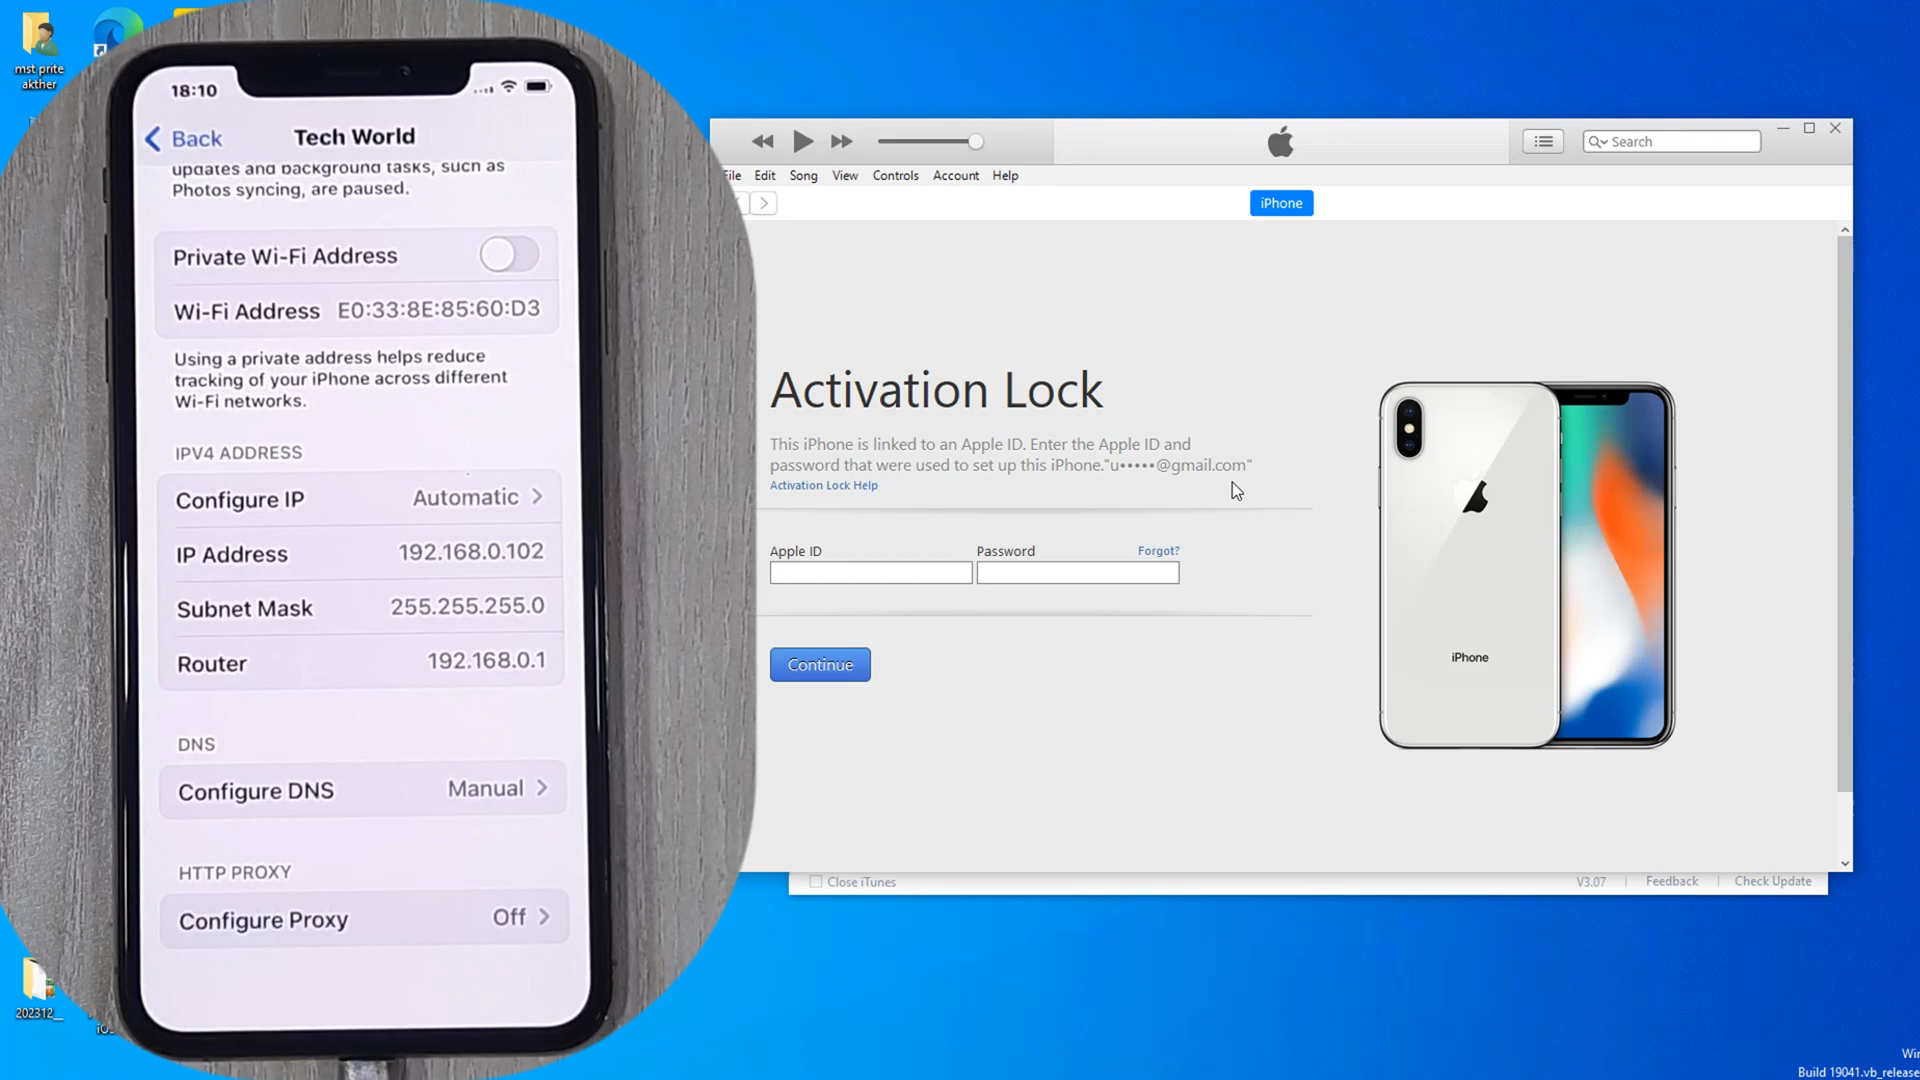 mst prite
akther
18:10
Back
Tech World
updates and background tasks, such as
Photos syncing, are paused.
Private Wi-Fi Address
Wi-Fi Address E0:33:8E:85:60:D3
Using a private address helps reduce
tracking of your iPhone across different
Wi-Fi networks.
IPV4 ADDRESS
Configure IP Automatic
IP Address 192.168.0.102
Subnet Mask 255.255.255.0
Router 192.168.0.1
DNS
Configure DNS Manual
HTTP PROXY
Configure Proxy Off
202312__
Search
File Edit Song View Controls Account Help
iPhone
Activation Lock
This iPhone is linked to an Apple ID. Enter the Apple ID and
password that were used to set up this iPhone."u•••••@gmail.com"
Activation Lock Help
Apple ID Password Forgot?
Continue
iPhone
Close iTunes V3.07 Feedback Check Update
Build 19041.vb_release